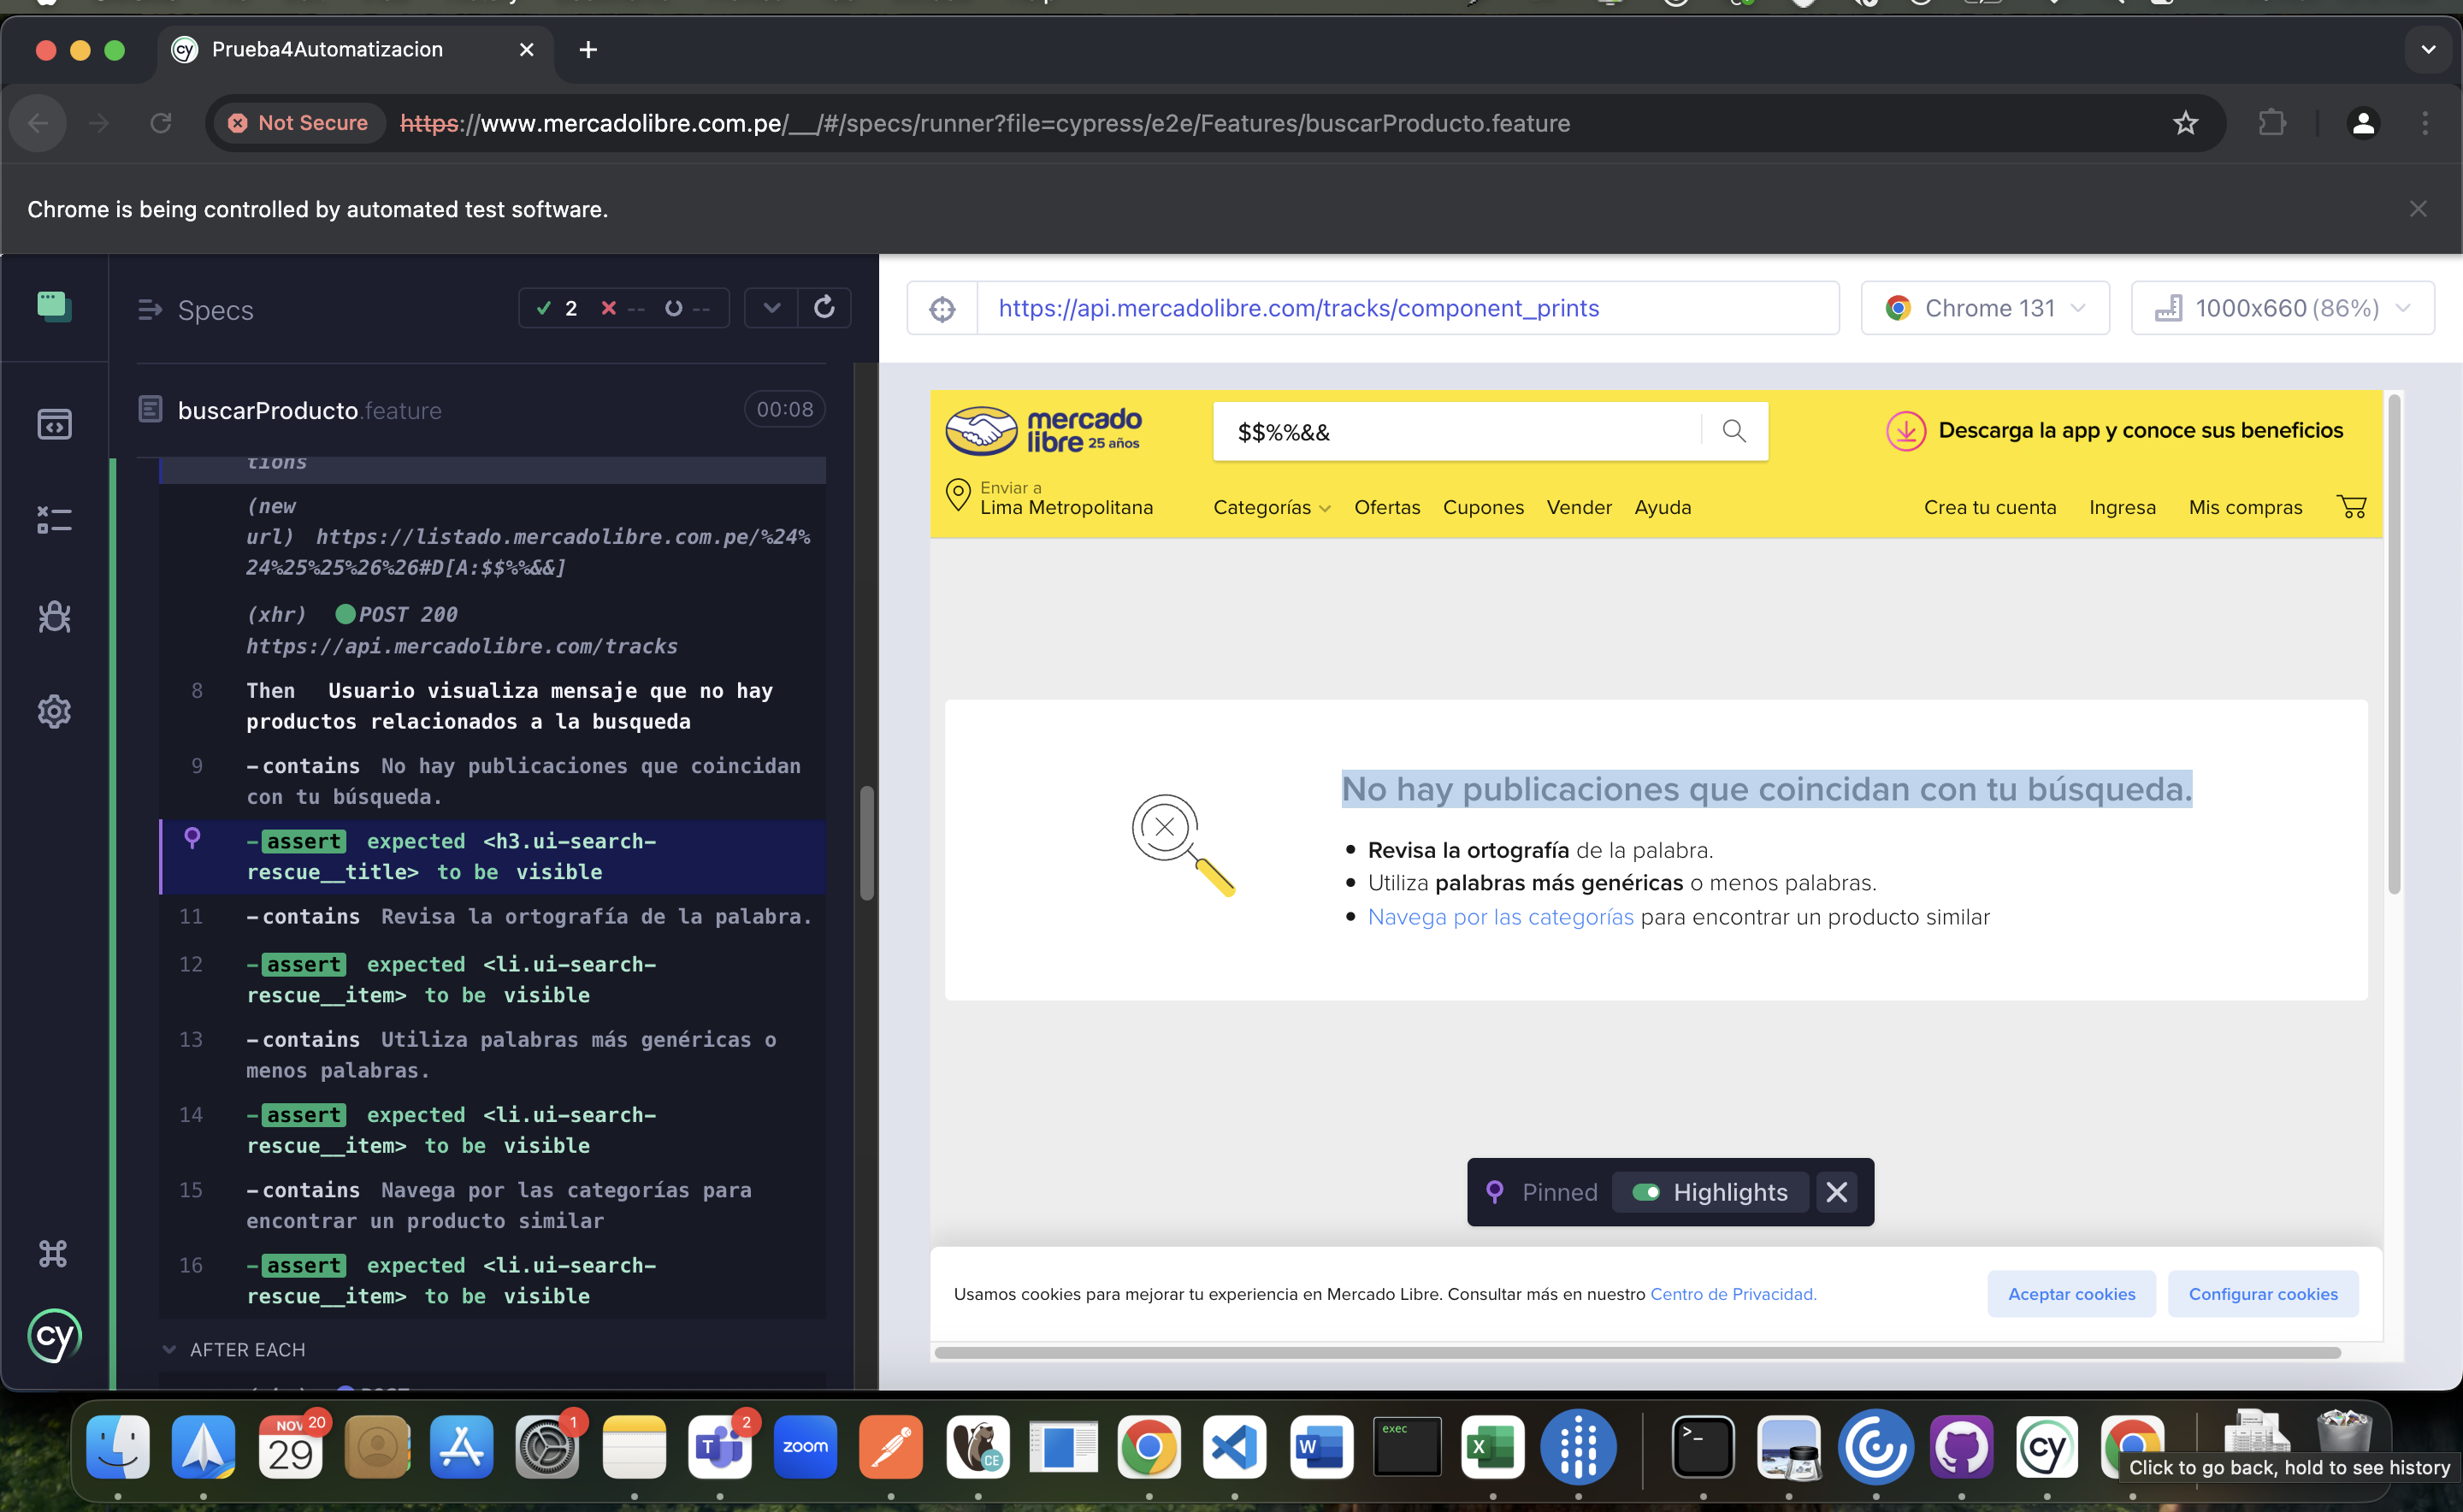 Prueba4Automatizacion
Not Secure
https://www.mercadolibre.com.pe/__/#/specs/runner?file=cypress/e2e/Features/buscarProducto.feature
Chrome is being controlled by automated test software.
Specs
2 -- --
buscarProducto.feature
00:08
tions
(new
url) https://listado.mercadolibre.com.pe/%24%
24%25%25%26%26#D[A:$$%%&&]
(xhr) POST 200
https://api.mercadolibre.com/tracks
8 Then Usuario visualiza mensaje que no hay
productos relacionados a la busqueda
9 -contains No hay publicaciones que coincidan
con tu búsqueda.
-assert expected <h3.ui-search-
rescue__title> to be visible
11 -contains Revisa la ortografía de la palabra.
12 -assert expected <li.ui-search-
rescue__item> to be visible
13 -contains Utiliza palabras más genéricas o
menos palabras.
14 -assert expected <li.ui-search-
rescue__item> to be visible
15 -contains Navega por las categorías para
encontrar un producto similar
16 -assert expected <li.ui-search-
rescue__item> to be visible
AFTER EACH
cy
https://api.mercadolibre.com/tracks/component_prints
Chrome 131
1000x660 (86%)
mercado
libre 25 años
$$%%&&
Descarga la app y conoce sus beneficios
Enviar a
Lima Metropolitana
Categorías
Ofertas
Cupones
Vender
Ayuda
Crea tu cuenta
Ingresa
Mis compras
No hay publicaciones que coincidan con tu búsqueda.
Revisa la ortografía de la palabra.
Utiliza palabras más genéricas o menos palabras.
Navega por las categorías para encontrar un producto similar
Pinned
Highlights
Usamos cookies para mejorar tu experiencia en Mercado Libre. Consultar más en nuestro Centro de Privacidad.
Aceptar cookies
Configurar cookies
NOV 20
29
1
2
T
zoom
CE
W
exec
X
cy
Click to go back, hold to see history